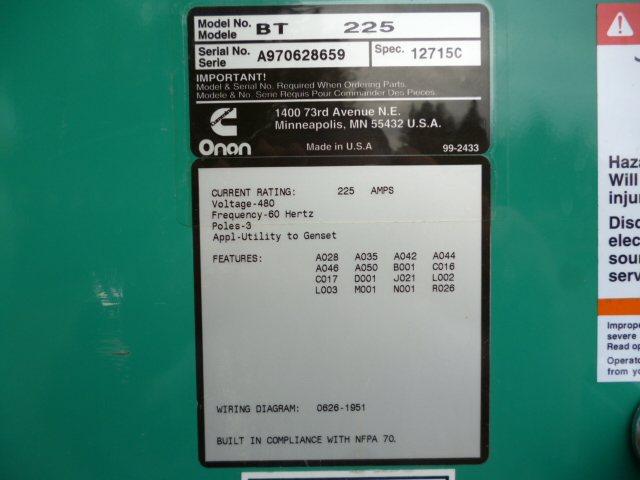 Model No. BT 225
Modele
Serial No. A970628659 Spec. 12715C
Serie
IMPORTANT!
Model & Serial No. Required When Ordering Parts.
Modele & No. Serie Requis Pour Commander Des Pieces.
1400 73rd Avenue N.E.
Minneapolis, MN 55432 U.S.A.
Onan Made in U.S.A 99-2433
CURRENT RATING: 225 AMPS
Voltage-480
Frequency-60 Hertz
Poles-3
Appl-Utility to Genset
FEATURES: A028 A035 A042 A044
A046 A050 B001 C016
C017 D001 J021 L002
L003 M001 N001 R026
WIRING DIAGRAM: 0626-1951
BUILT IN COMPLIANCE WITH NFPA 70.
Haza
Will
injur
Disc
elec
sour
serv
Imprope
severe
Read op
Operato
from yo